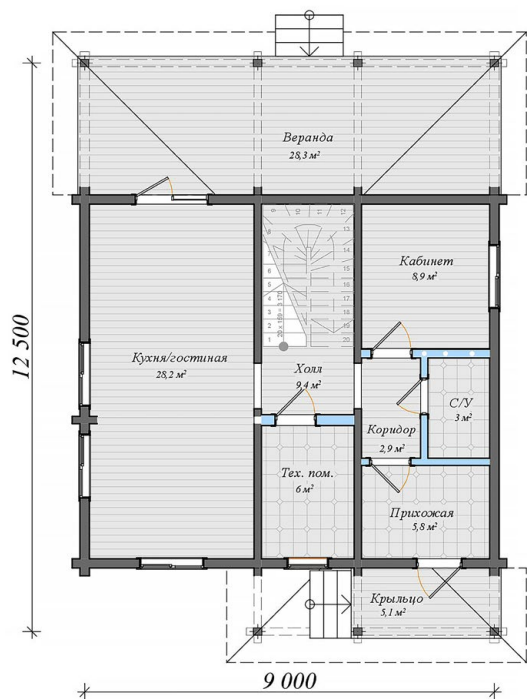 Веранда
28,3 м²
Кабинет
8,9 м²
Кухня/гостиная
28,2 м²
Холл
9,4 м²
С/У
3 м²
Коридор
2,9 м²
Тех. пом.
6 м²
Прихожая
5,8 м²
Крыльцо
5,1 м²
12 500
9 000